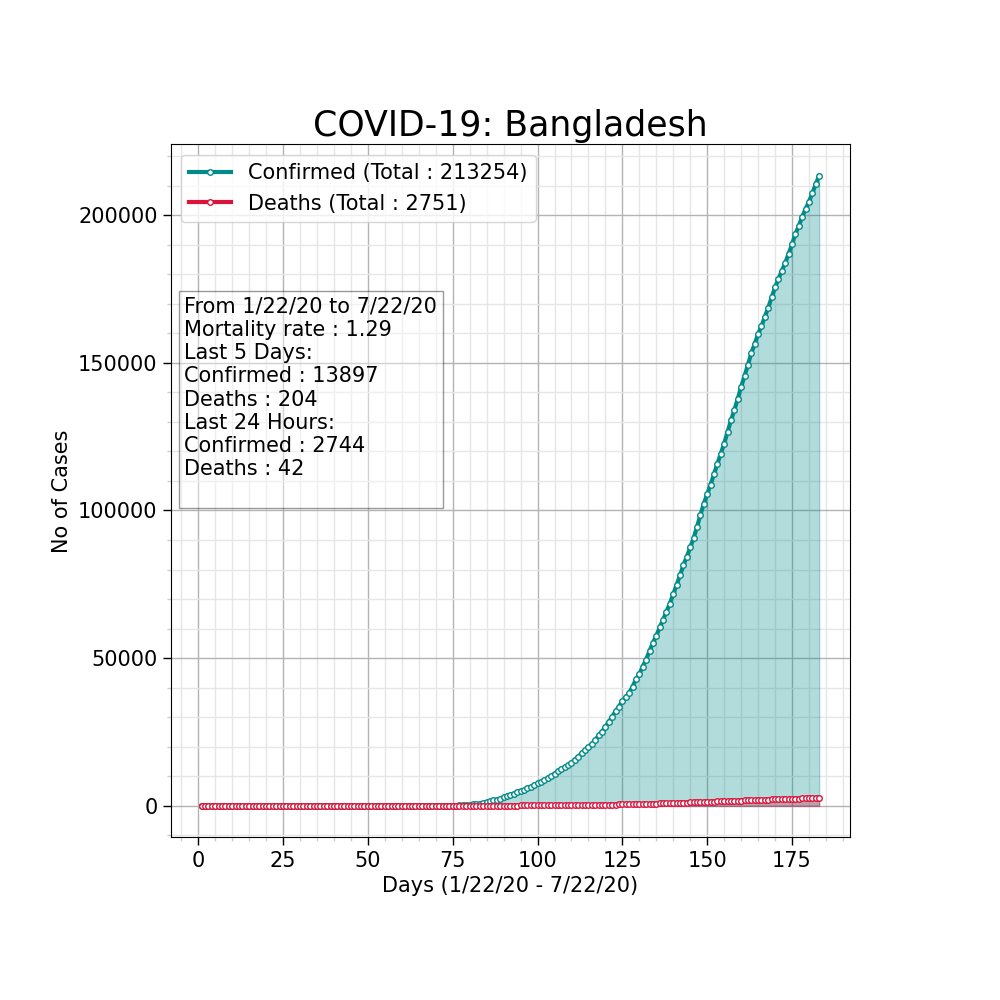 COVID-19: Bangladesh
Confirmed (Total : 213254)
Deaths (Total : 2751)
From 1/22/20 to 7/22/20
Mortality rate : 1.29
Last 5 Days:
Confirmed : 13897
Deaths : 204
Last 24 Hours:
Confirmed : 2744
Deaths : 42
No of Cases
200000
150000
100000
50000
0
0 25 50 75 100 125 150 175
Days (1/22/20 - 7/22/20)